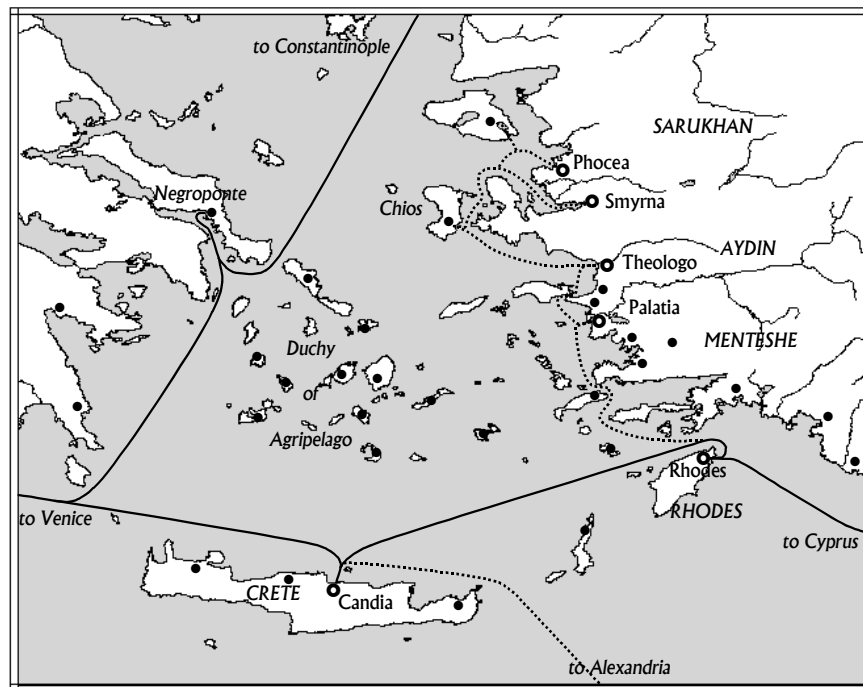 to Constantinople
SARUKHAN
Phocea
Negroponte
Chios
Smyrna
AYDIN
Theologo
Palatia
Duchy
MENTESHE
of
Agripelago
Rhodes
to Venice
RHODES
to Cyprus
CRETE
Candia
to Alexandria